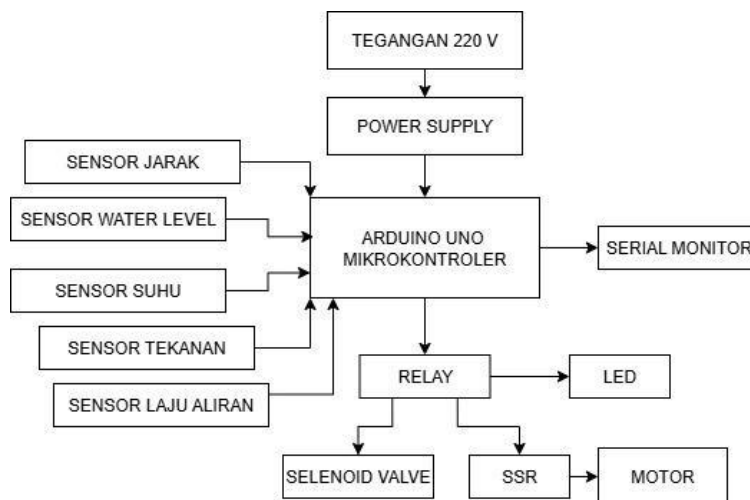 TEGANGAN 220 V
POWER SUPPLY
SENSOR JARAK
SENSOR WATER LEVEL
ARDUINO UNO
MIKROKONTROLER
SERIAL MONITOR
SENSOR SUHU
SENSOR TEKANAN
SENSOR LAJU ALIRAN
RELAY
LED
SELENOID VALVE
SSR
MOTOR